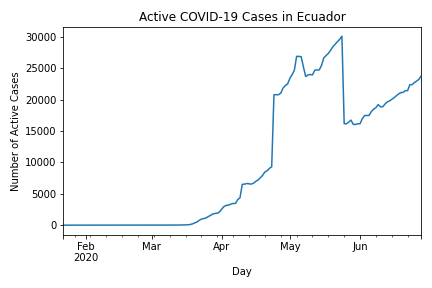 Active COVID-19 Cases in Ecuador
Number of Active Cases
30000
25000
20000
15000
10000
5000
0
Feb
2020
Mar
Apr
May
Jun
Day